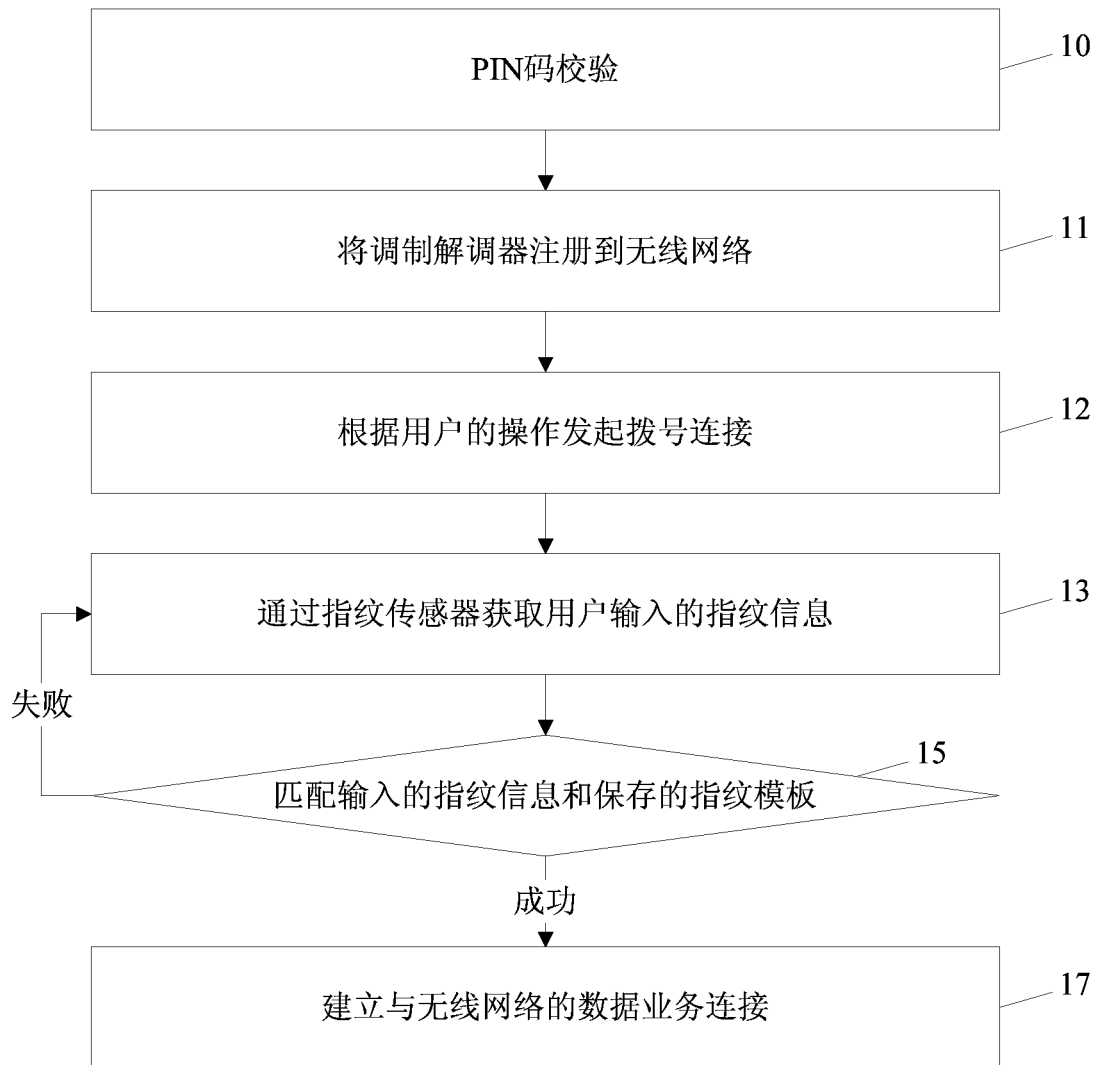 PIN码校验
10
将调制解调器注册到无线网络
11
根据用户的操作发起拨号连接
12
通过指纹传感器获取用户输入的指纹信息
13
失败
匹配输入的指纹信息和保存的指纹模板
15
成功
建立与无线网络的数据业务连接
17